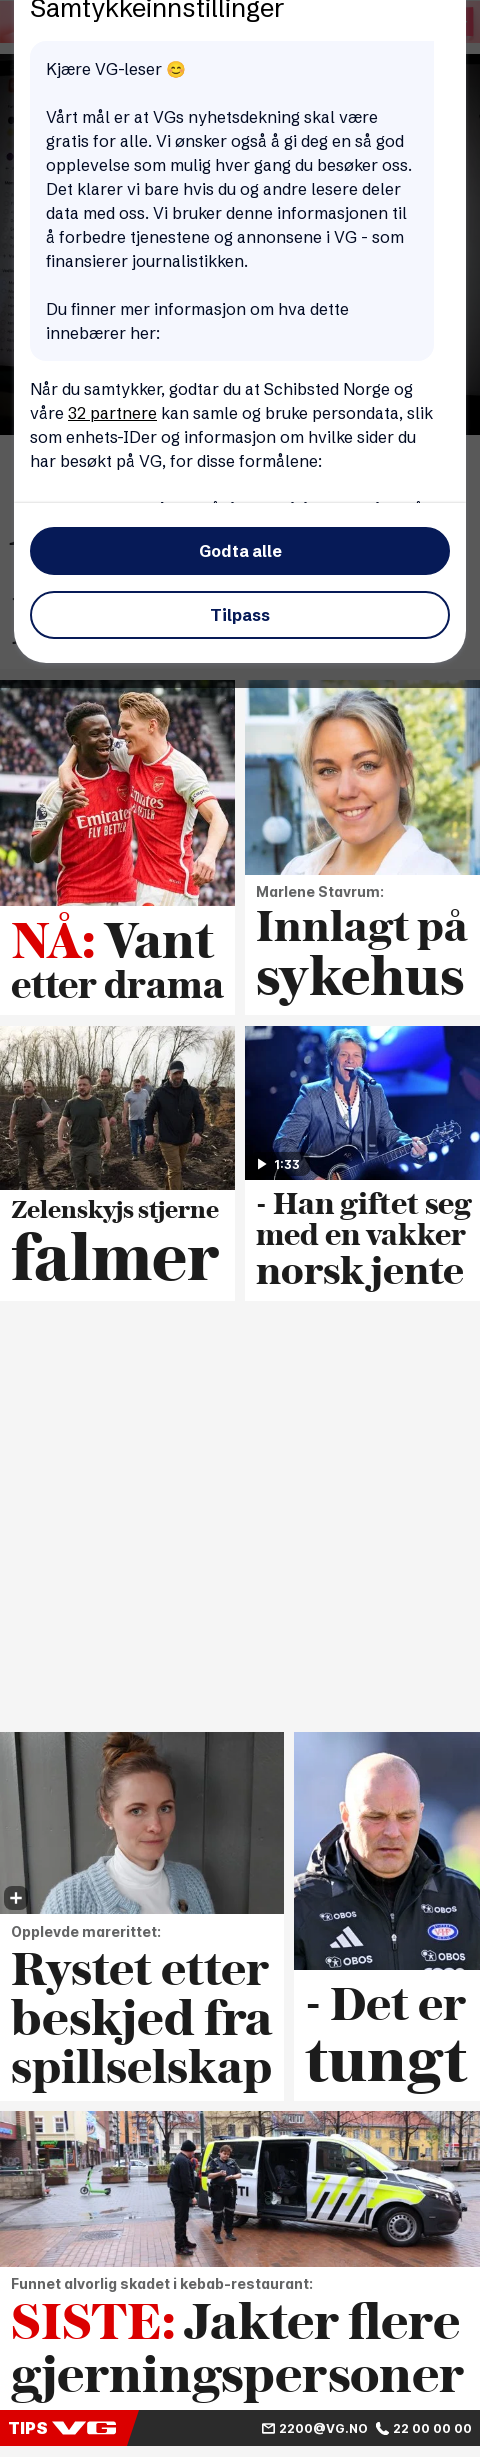 Samtykkeinnstillinger
Kjære VG-leser 😊
Vårt mål er at VGs nyhetsdekning skal være
gratis for alle. Vi ønsker også å gi deg en så god
opplevelse som mulig hver gang du besøker oss.
Det klarer vi bare hvis du og andre lesere deler
data med oss. Vi bruker denne informasjonen til
å forbedre tjenestene og annonsene i VG - som
finansierer journalistikken.
Du finner mer informasjon om hva dette
innebærer her:
Når du samtykker, godtar du at Schibsted Norge og
våre 32 partnere kan samle og bruke persondata, slik
som enhets-IDer og informasjon om hvilke sider du
har besøkt på VG, for disse formålene:
Godta alle
Tilpass
NÅ: Vant
etter drama
Marlene Stavrum:
Innlagt på
sykehus
Zelenskyjs stjerne
falmer
1:33
- Han giftet seg
med en vakker
norsk jente
Opplevde marerittet:
Rystet etter
beskjed fra
spillselskap
OBOS
OBOS
OBOS
OBOS
- Det er
tungt
Funnet alvorlig skadet i kebab-restaurant:
SISTE: Jakter flere
gjerningspersoner
TIPS VG 2200@VG.NO 22 00 00 00